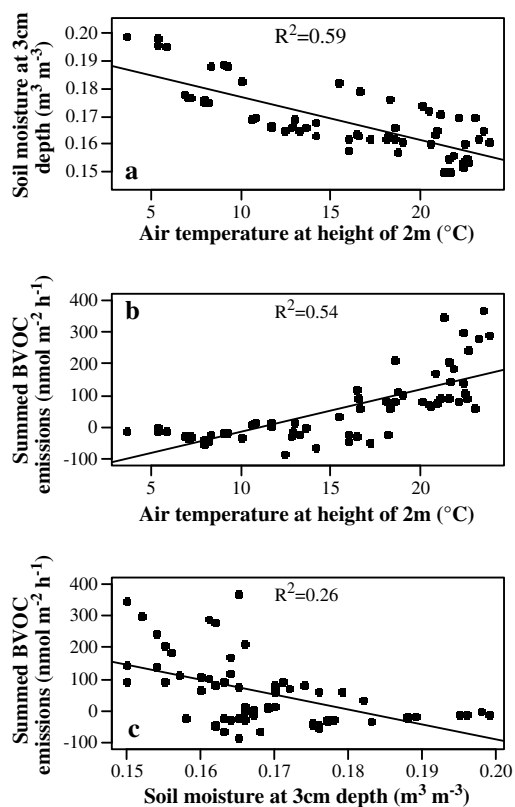 Soil moisture at 3cm
depth (m³ m⁻³)
0.20
0.19
0.18
0.17
0.16
0.15
R²=0.59
a
5 10 15 20
Air temperature at height of 2m (°C)
Summed BVOC
emissions (nmol m⁻² h⁻¹)
400
300
200
100
0
-100
b
R²=0.54
5 10 15 20
Air temperature at height of 2m (°C)
Summed BVOC
emissions (nmol m⁻² h⁻¹)
400
300
200
100
0
-100
R²=0.26
c
0.15 0.16 0.17 0.18 0.19 0.20
Soil moisture at 3cm depth (m³ m⁻³)